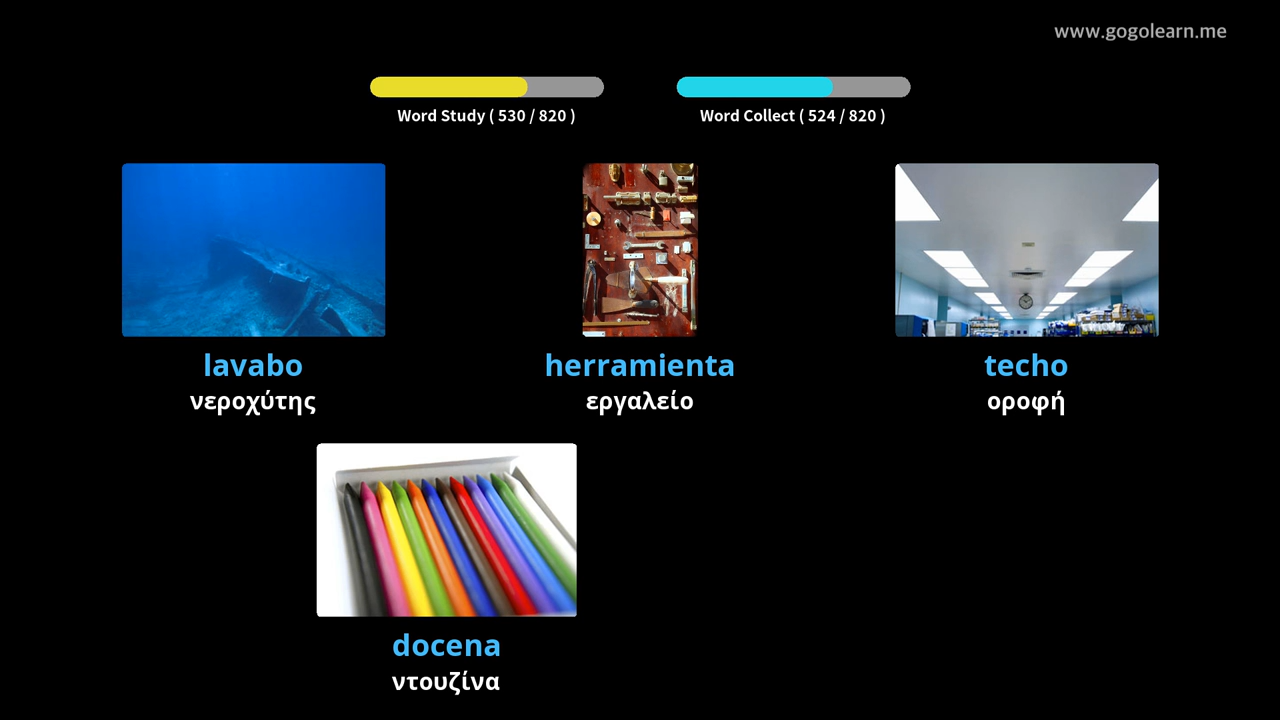 www.gogolearn.me
Word Study ( 530 / 820 )
Word Collect ( 524 / 820 )
lavabo
νεροχύτης
herramienta
εργαλείο
techo
οροφή
docena
ντουζίνα